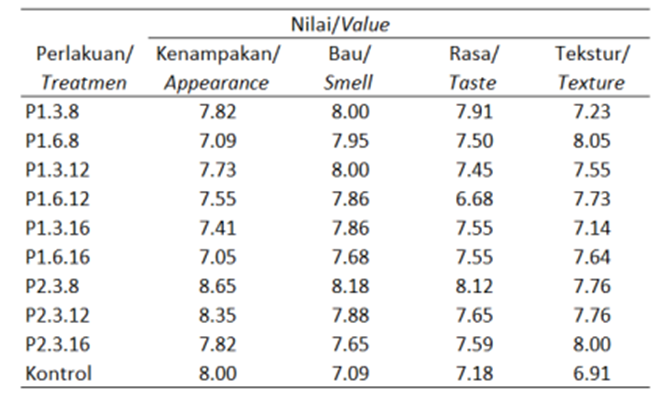 Nilai/Value
Perlakuan/ Kenampakan/ Bau/ Rasa/ Tekstur/
Treatmen Appearance Smell Taste Texture
P1.3.8 7.82 8.00 7.91 7.23
P1.6.8 7.09 7.95 7.50 8.05
P1.3.12 7.73 8.00 7.45 7.55
P1.6.12 7.55 7.86 6.68 7.73
P1.3.16 7.41 7.86 7.55 7.14
P1.6.16 7.05 7.68 7.55 7.64
P2.3.8 8.65 8.18 8.12 7.76
P2.3.12 8.35 7.88 7.65 7.76
P2.3.16 7.82 7.65 7.59 8.00
Kontrol 8.00 7.09 7.18 6.91